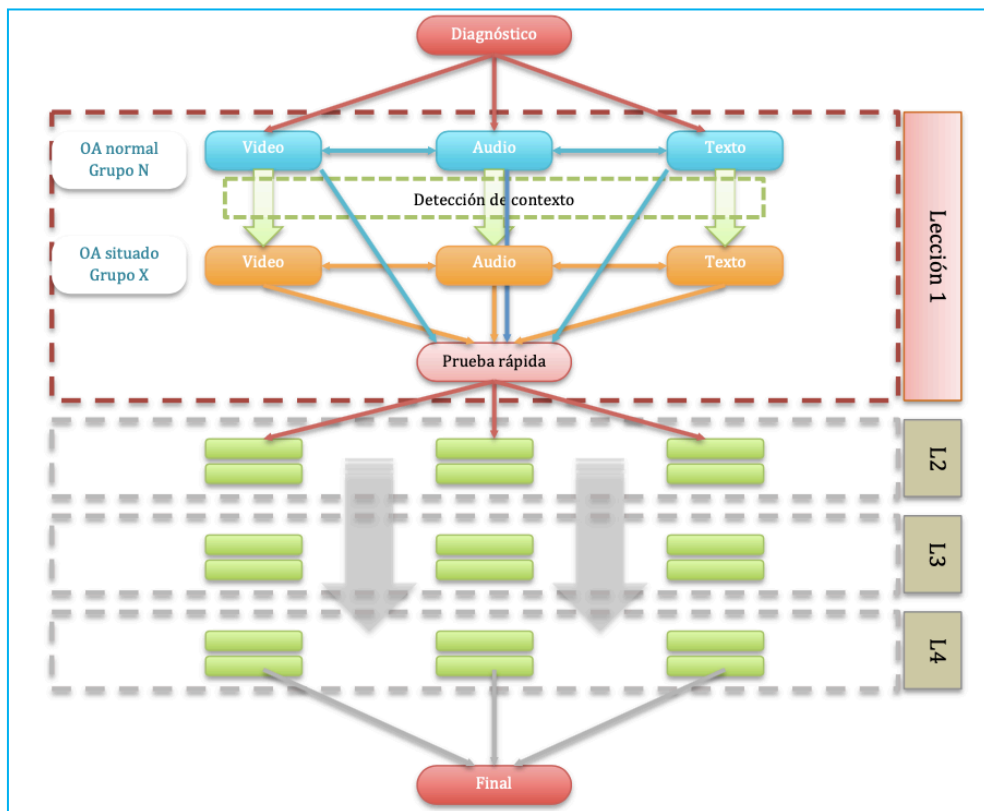 Diagnóstico
OA normal
Grupo N
Video
Audio
Texto
Detección de contexto
OA situado
Grupo X
Video
Audio
Texto
Prueba rápida
Lección 1
L2
L3
L4
Final